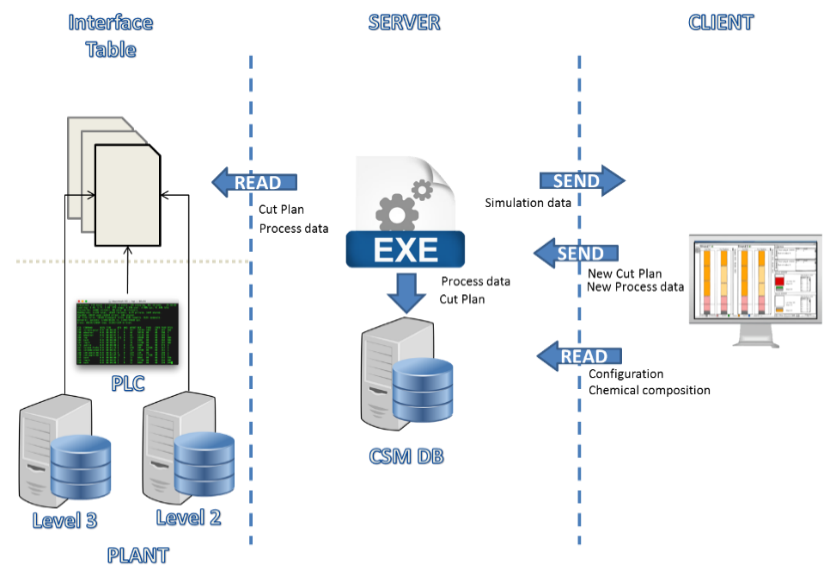 Interface
Table
SERVER
CLIENT
READ
Cut Plan
Process data
EXE
SEND
Simulation data
SEND
New Cut Plan
New Process data
Process data
Cut Plan
READ
Configuration
Chemical composition
PLC
CSM DB
Level 3
Level 2
PLANT